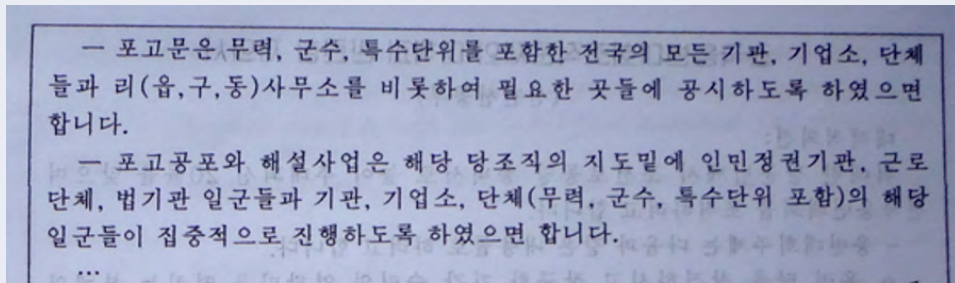 — 포고문은 무력, 군수, 특수단위를 포함한 전국의 모든 기관, 기업소, 단체
들과 리(읍,구,동)사무소를 비롯하여 필요한 곳들에 공시하도록 하였으면
합니다.
— 포고공포와 해설사업은 해당 당조직의 지도밑에 인민정권기관, 근로
단체, 법기관 일군들과 기관, 기업소, 단체(무력, 군수, 특수단위 포함)의 해당
일군들이 집중적으로 진행하도록 하였으면 합니다.
...